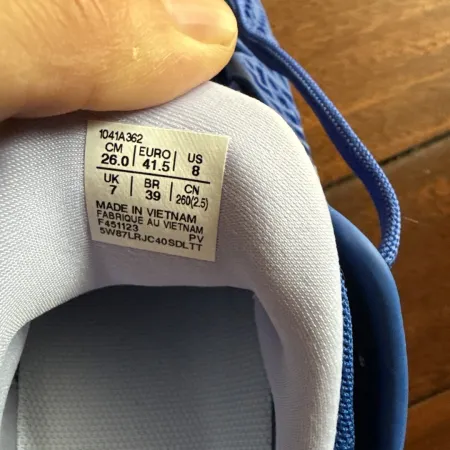 1041A362
CM EURO US
26.0 41.5 8
UK BR CN
7 39 260(2.5)
MADE IN VIETNAM
FABRIQUE AU VIETNAM
F451123 PV
5W87LRJC40SDLTT